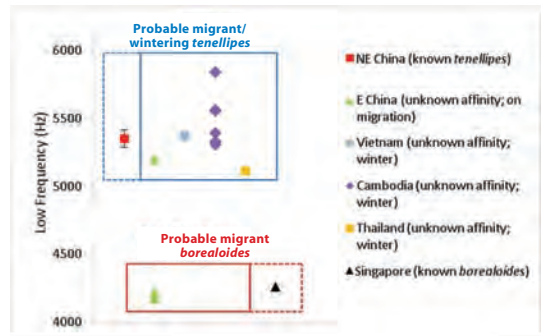 Probable migrant/
wintering tenellipes
6000
5500
5000
4500
4000
Low Frequency (Hz)
Probable migrant
borealoides
NE China (known tenellipes)
E China (unknown affinity; on
migration)
Vietnam (unknown affinity;
winter)
Cambodia (unknown affinity;
winter)
Thailand (unknown affinity;
winter)
Singapore (known borealoides)